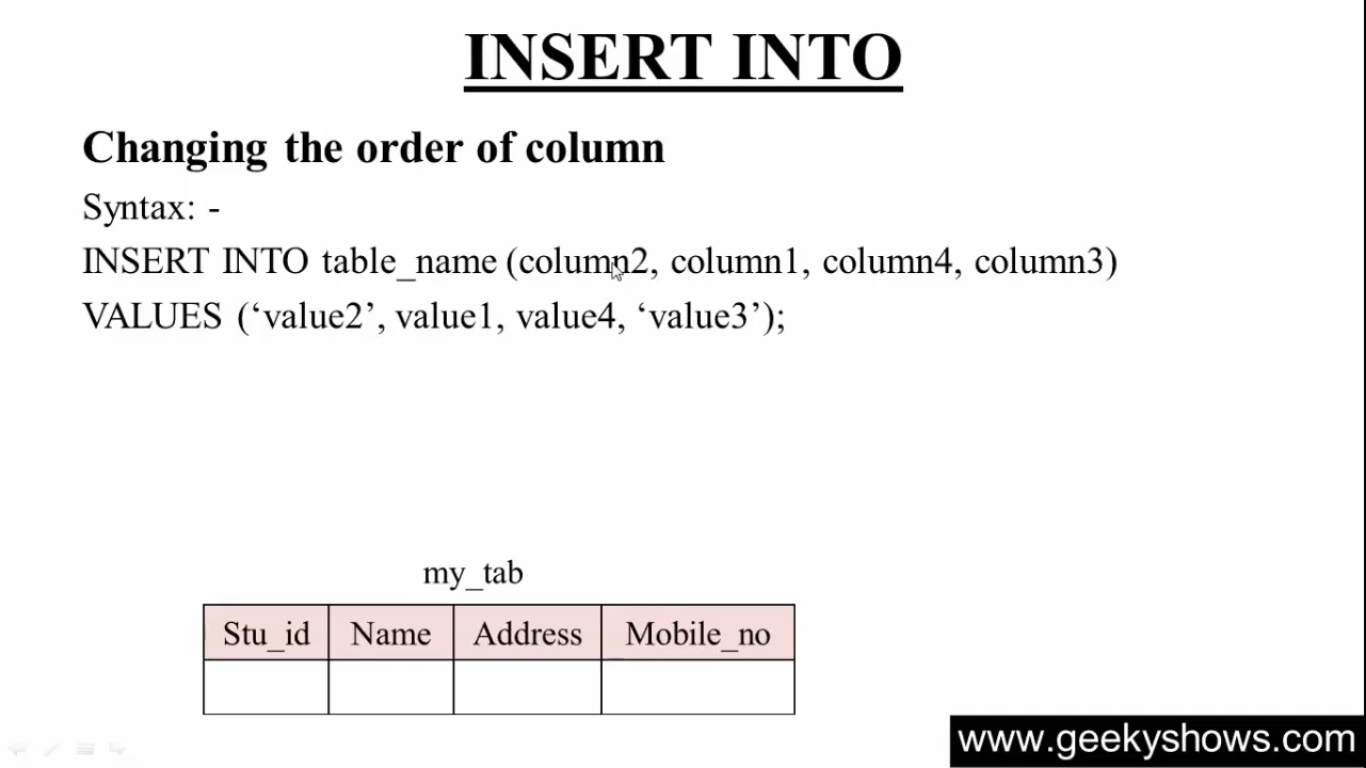 INSERT INTO
Changing the order of column
Syntax: -
INSERT INTO table_name (column2, column1, column4, column3)
VALUES (‘value2’, value1, value4, ‘value3’);
my_tab
Stu_id Name Address Mobile_no
www.geekyshows.com